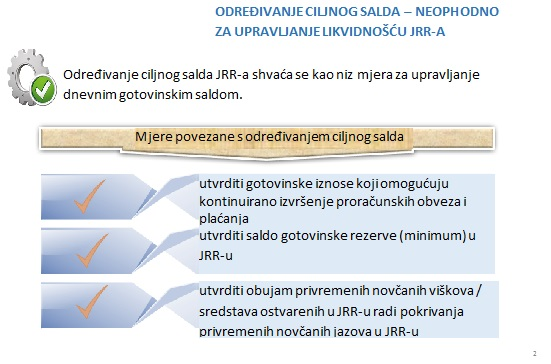 ODREĐIVANJE CILJNOG SALDA – NEOPHODNO
ZA UPRAVLJANJE LIKVIDNOŠĆU JRR-A
Određivanje ciljnog salda JRR-a shvaća se kao niz mjera za upravljanje
dnevnim gotovinskim saldom.
Mjere povezane s određivanjem ciljnog salda
utvrditi gotovinske iznose koji omogućuju
kontinuirano izvršenje proračunskih obveza i
plaćanja
utvrditi saldo gotovinske rezerve (minimum) u
JRR-u
utvrditi obujam privremenih novčanih viškova /
sredstava ostvarenih u JRR-u radi pokrivanja
privremenih novčanih jazova u JRR-u
2